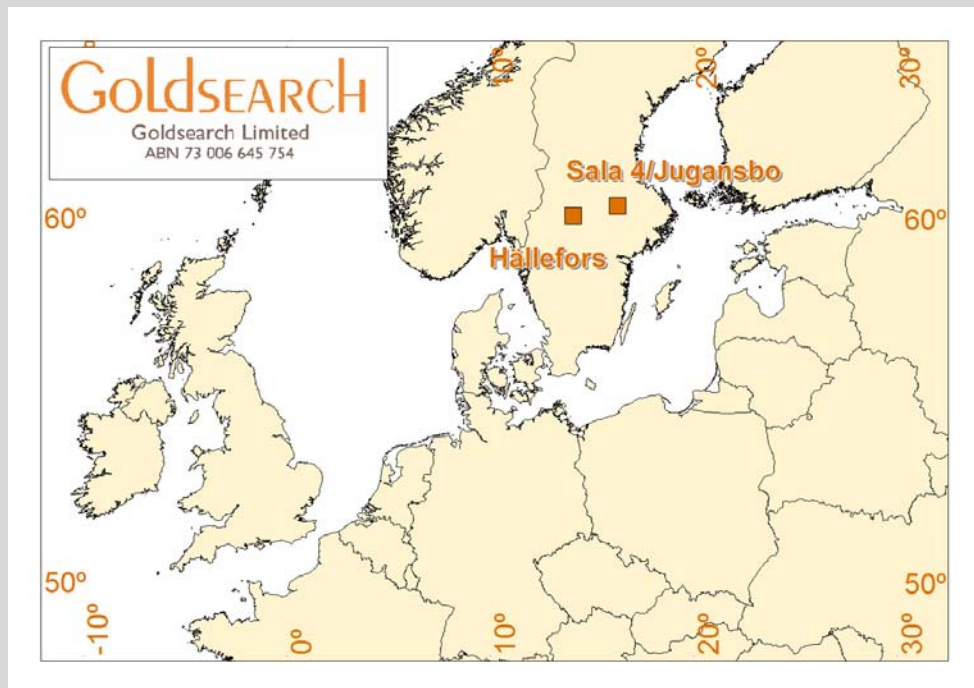 GOLDSEARCH
Goldsearch Limited
ABN 73 006 645 754
10º
20º
30º
Sala 4/Jugansbo
60º
60º
Hällefors
50º
50º
-10º
0º
10º
20º
30º